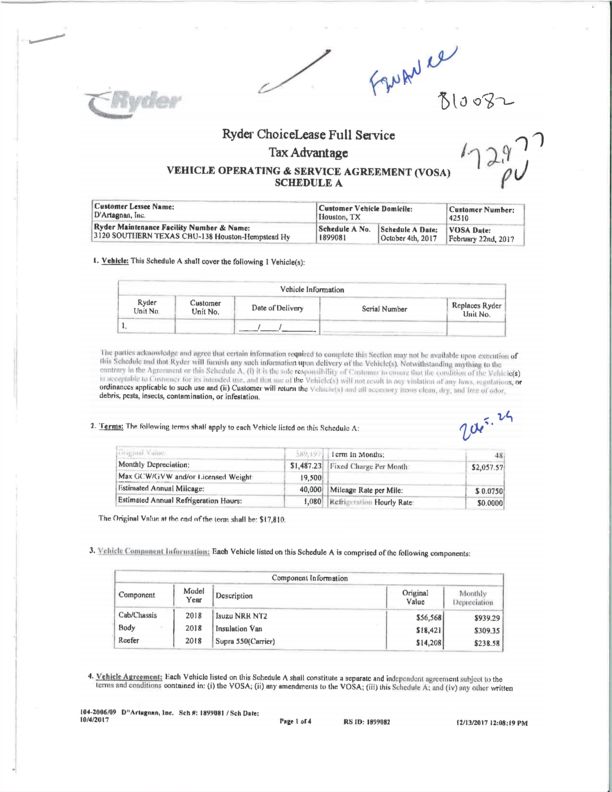 FINANCE
810082
Ryder
Ryder ChoiceLease Full Service
Tax Advantage
VEHICLE OPERATING & SERVICE AGREEMENT (VOSA)
SCHEDULE A
PU
Customer Lessee Name:
D'Artagnan, Inc.
Customer Vehicle Domicile:
Houston, TX
Customer Number:
42510
Ryder Maintenance Facility Number & Name:
3120 SOUTHERN TEXAS CHU-138 Houston-Hempstead Hy
Schedule A No.
1899081
Schedule A Date:
October 4th, 2017
VOSA Date:
February 22nd, 2017
1. Vehicle: This Schedule A shall cover the following 1 Vehicle(s):
Vehicle Information
Ryder Unit No.
Customer Unit No.
Date of Delivery
Serial Number
Replaces Ryder Unit No.
1.
__/__/__
The parties acknowledge and agree that certain information required to complete this Section may not be available upon execution of
this Schedule and that Ryder will furnish any such information upon delivery of the Vehicle(s). Notwithstanding anything to the
contrary in the Agreement or this Schedule A, (i) it is the sole responsibility of Customer to ensure that the condition of the Vehicle(s)
is acceptable to Customer for its intended use, and that use of the Vehicle(s) will not result in any violation of any laws, regulations, or
ordinances applicable to such use and (ii) Customer will return the Vehicle(s) and all accessory items clean, dry, and free of odor,
debris, pests, insects, contamination, or infestation.
2. Terms: The following terms shall apply to each Vehicle listed on this Schedule A:
Original Value: $89,197 Term In Months: 48
Monthly Depreciation: $1,487.23 Fixed Charge Per Month: $2,057.57
Max GCW/GVW and/or Licensed Weight 19,500
Estimated Annual Mileage: 40,000 Mileage Rate per Mile: $ 0.0750
Estimated Annual Refrigeration Hours: 1,080 Refrigeration Hourly Rate: $0.0000
The Original Value at the end of the term shall be: $17,810.
3. Vehicle Component Information: Each Vehicle listed on this Schedule A is comprised of the following components:
Component Information
Component
Model Year
Description
Original Value
Monthly Depreciation
Cab/Chassis 2018 Isuzu NRR NT2 $56,568 $939.29
Body 2018 Insulation Van $18,421 $309.35
Reefer 2018 Supra 550(Carrier) $14,208 $238.58
4. Vehicle Agreement: Each Vehicle listed on this Schedule A shall constitute a separate and independent agreement subject to the
terms and conditions contained in: (i) the VOSA; (ii) any amendments to the VOSA; (iii) this Schedule A; and (iv) any other written
104-2006/09 D"Artagnan, Inc. Sch #: 1899081 / Sch Date:
10/4/2017
Page 1 of 4
RS ID: 1899082
12/13/2017 12:08:19 PM